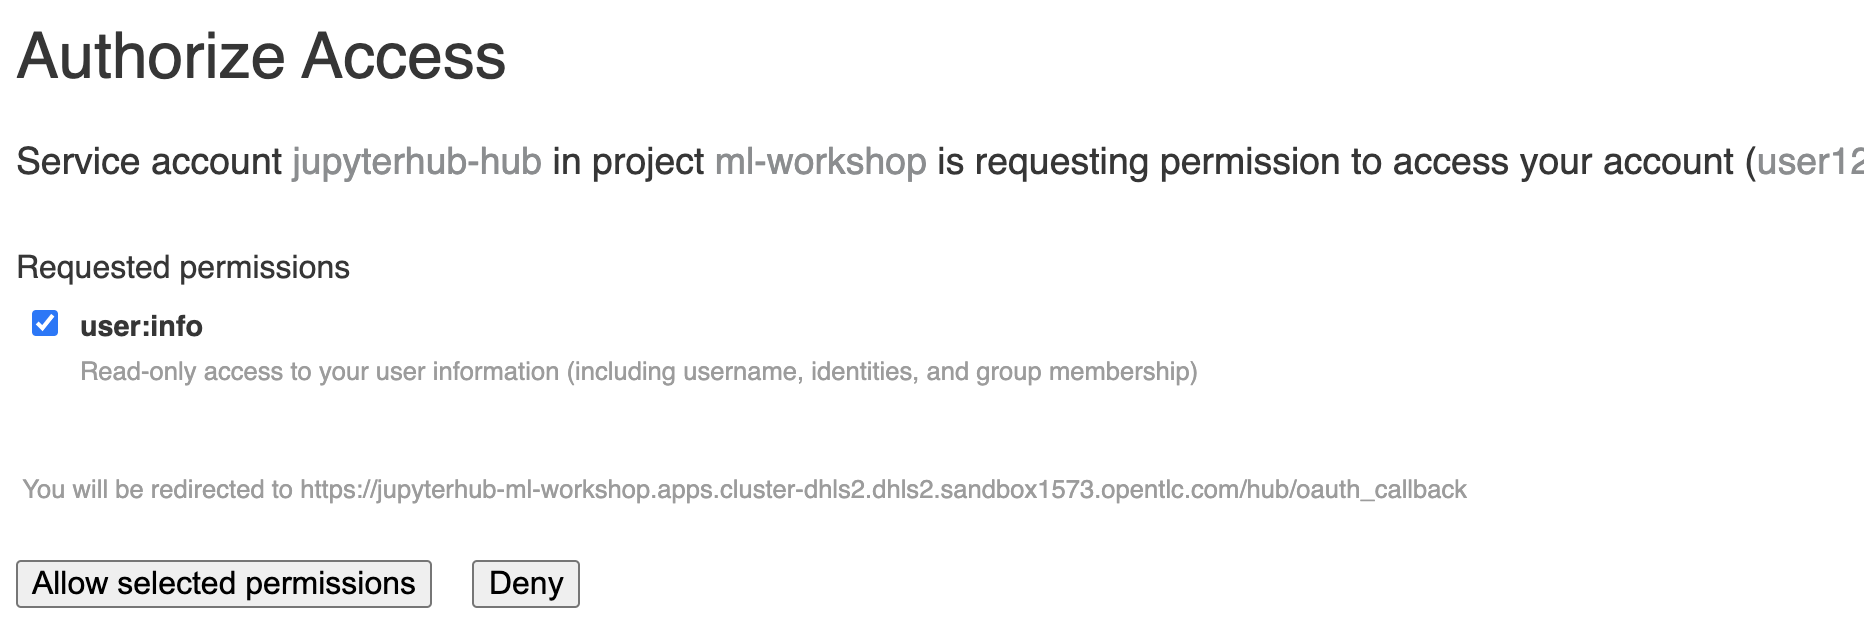 Authorize Access
Service account jupyterhub-hub in project ml-workshop is requesting permission to access your account (user12
Requested permissions
user:info
Read-only access to your user information (including username, identities, and group membership)
You will be redirected to https://jupyterhub-ml-workshop.apps.cluster-dhls2.dhls2.sandbox1573.opentlc.com/hub/oauth_callback
Allow selected permissions Deny